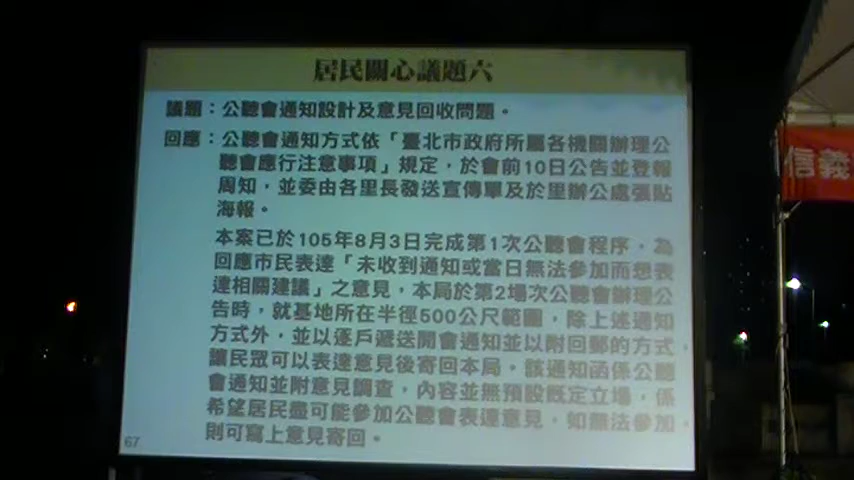 居民關心議題六
議題：公聽會通知設計及意見回收問題。
回應：公聽會通知方式依「臺北市政府所屬各機關辦理公
聽會應行注意事項」規定，於會前10日公告並登報
周知，並委由各里長發送宣傳單及於里辦公處張貼
海報。
本案已於105年8月3日完成第1次公聽會程序，為
回應市民表達「未收到通知或當日無法參加而想表
達相關建議」之意見，本局於第2場次公聽會辦理公
告時，就基地所在半徑500公尺範圍，除上述通知
方式外，並以逐戶遞送開會通知並以附回郵的方式，
讓民眾可以表達意見後寄回本局。該通知函係公聽
會通知並附意見調查，內容並無預設既定立場，係
希望居民盡可能參加公聽會表達意見，如無法參加，
則可寫上意見寄回。
67
信義